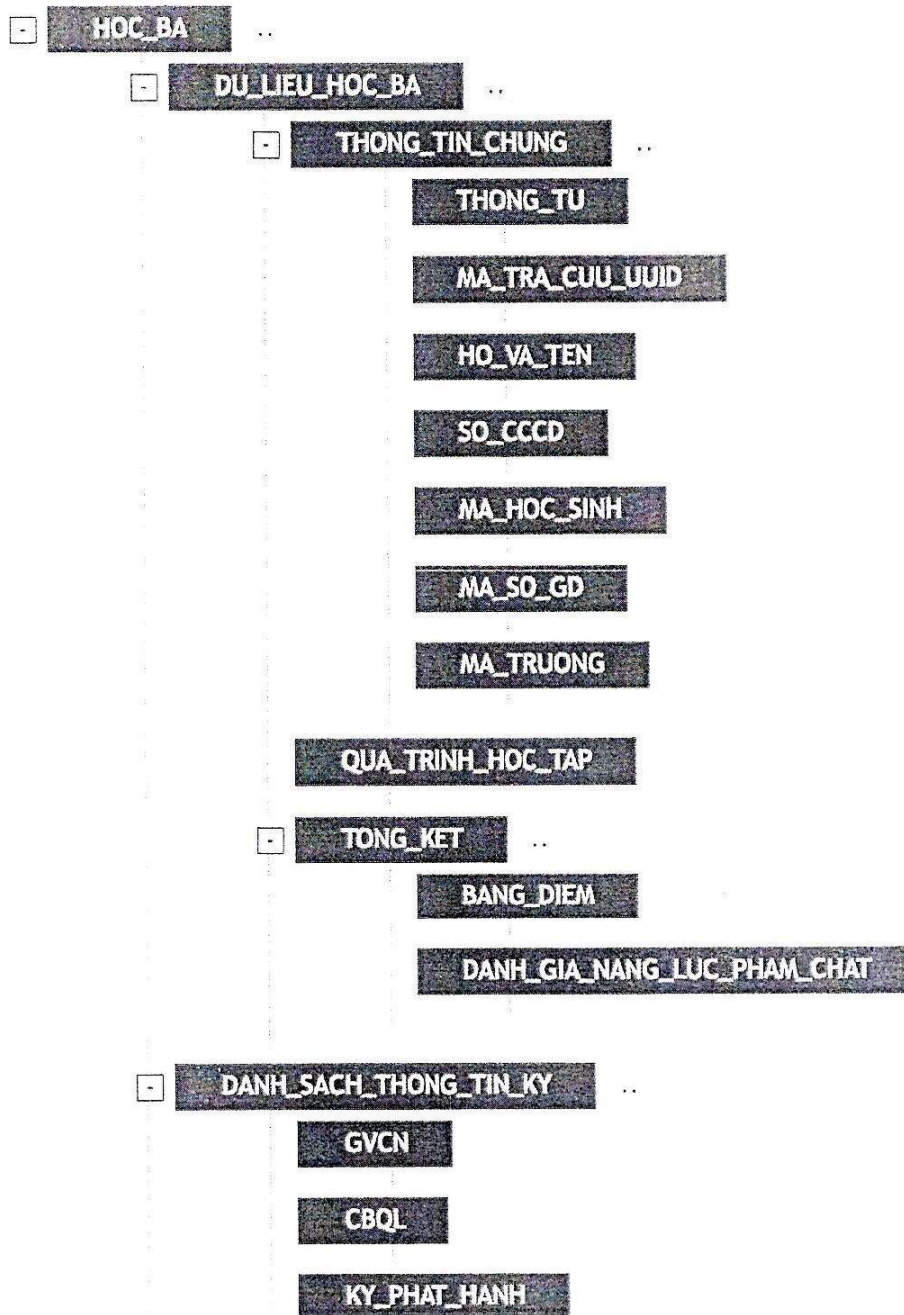 HOC_BA
DU_LIEU_HOC_BA
THONG_TIN_CHUNG
THONG_TU
MA_TRA_CUU_UUID
HO_VA_TEN
SO_CCCD
MA_HOC_SINH
MA_SO_GD
MA_TRUONG
QUA_TRINH_HOC_TAP
TONG_KET
BANG_DIEM
DANH_GIA_NANG_LUC_PHAM_CHAT
DANH_SACH_THONG_TIN_KY
GVCN
CBQL
KY_PHAT_HANH